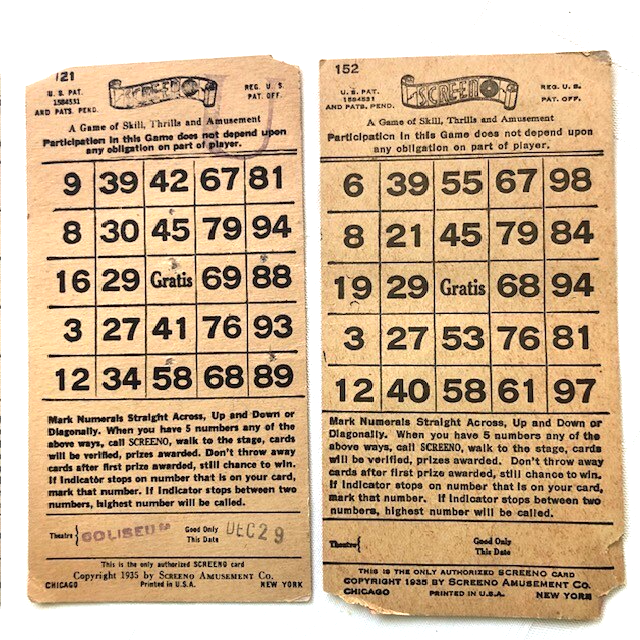 121
SCREENO
U. S. PAT.
1584531
AND PATS. PEND.
REG. U. S.
PAT. OFF.
A Game of Skill, Thrills and Amusement
Participation in this Game does not depend upon
any obligation on part of player.
9 39 42 67 81
8 30 45 79 94
16 29 Gratis 69 88
3 27 41 76 93
12 34 58 68 89
Mark Numerals Straight Across, Up and Down or
Diagonally. When you have 5 numbers any of the
above ways, call SCREENO, walk to the stage, cards
will be verified, prizes awarded. Don't throw away
cards after first prize awarded, still chance to win.
If Indicator stops on number that is on your card,
mark that number. If Indicator stops between two
numbers, highest number will be called.
Theatre { COLISEUM Good Only
This Date DEC 29
This is the only authorized SCREENO card
Copyright 1935 by SCREENO AMUSEMENT CO.
CHICAGO Printed in U.S.A. NEW YORK
152
SCREENO
U. S. PAT.
1584531
AND PATS. PEND.
REG. U. S.
PAT. OFF.
A Game of Skill, Thrills and Amusement
Participation in this Game does not depend upon
any obligation on part of player.
6 39 55 67 98
8 21 45 79 84
19 29 Gratis 68 94
3 27 53 76 81
12 40 58 61 97
Mark Numerals Straight Across, Up and Down or
Diagonally. When you have 5 numbers any of the
above ways, call SCREENO, walk to the stage, cards
will be verified, prizes awarded. Don't throw away
cards after first prize awarded, still chance to win.
If Indicator stops on number that is on your card,
mark that number. If Indicator stops between two
numbers, highest number will be called.
Theatre { Good Only
This Date
THIS IS THE ONLY AUTHORIZED SCREENO CARD
COPYRIGHT 1935 BY SCREENO AMUSEMENT CO.
CHICAGO PRINTED IN U.S.A. NEW YORK